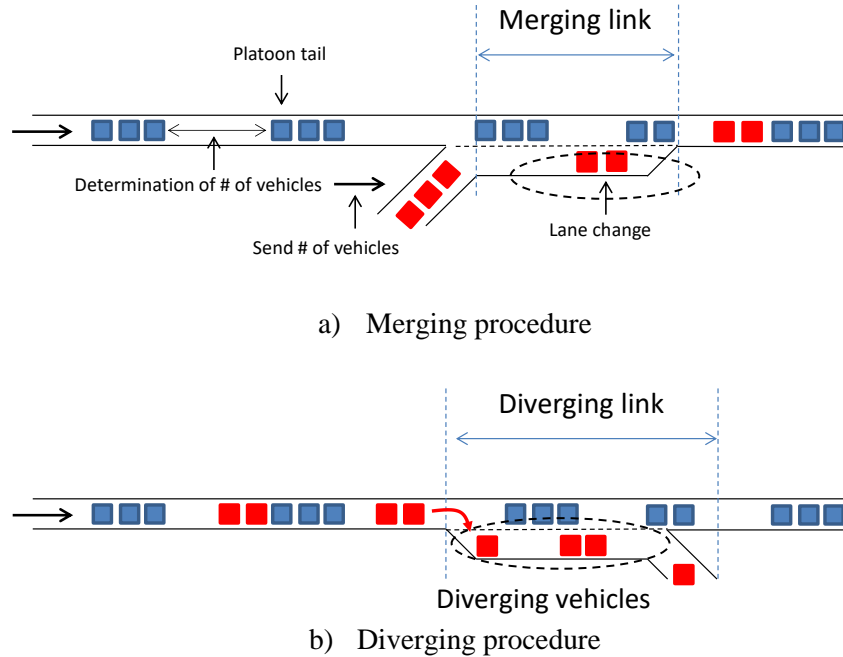 Merging link
Platoon tail
Determination of # of vehicles
Send # of vehicles
Lane change
a) Merging procedure
Diverging link
Diverging vehicles
b) Diverging procedure